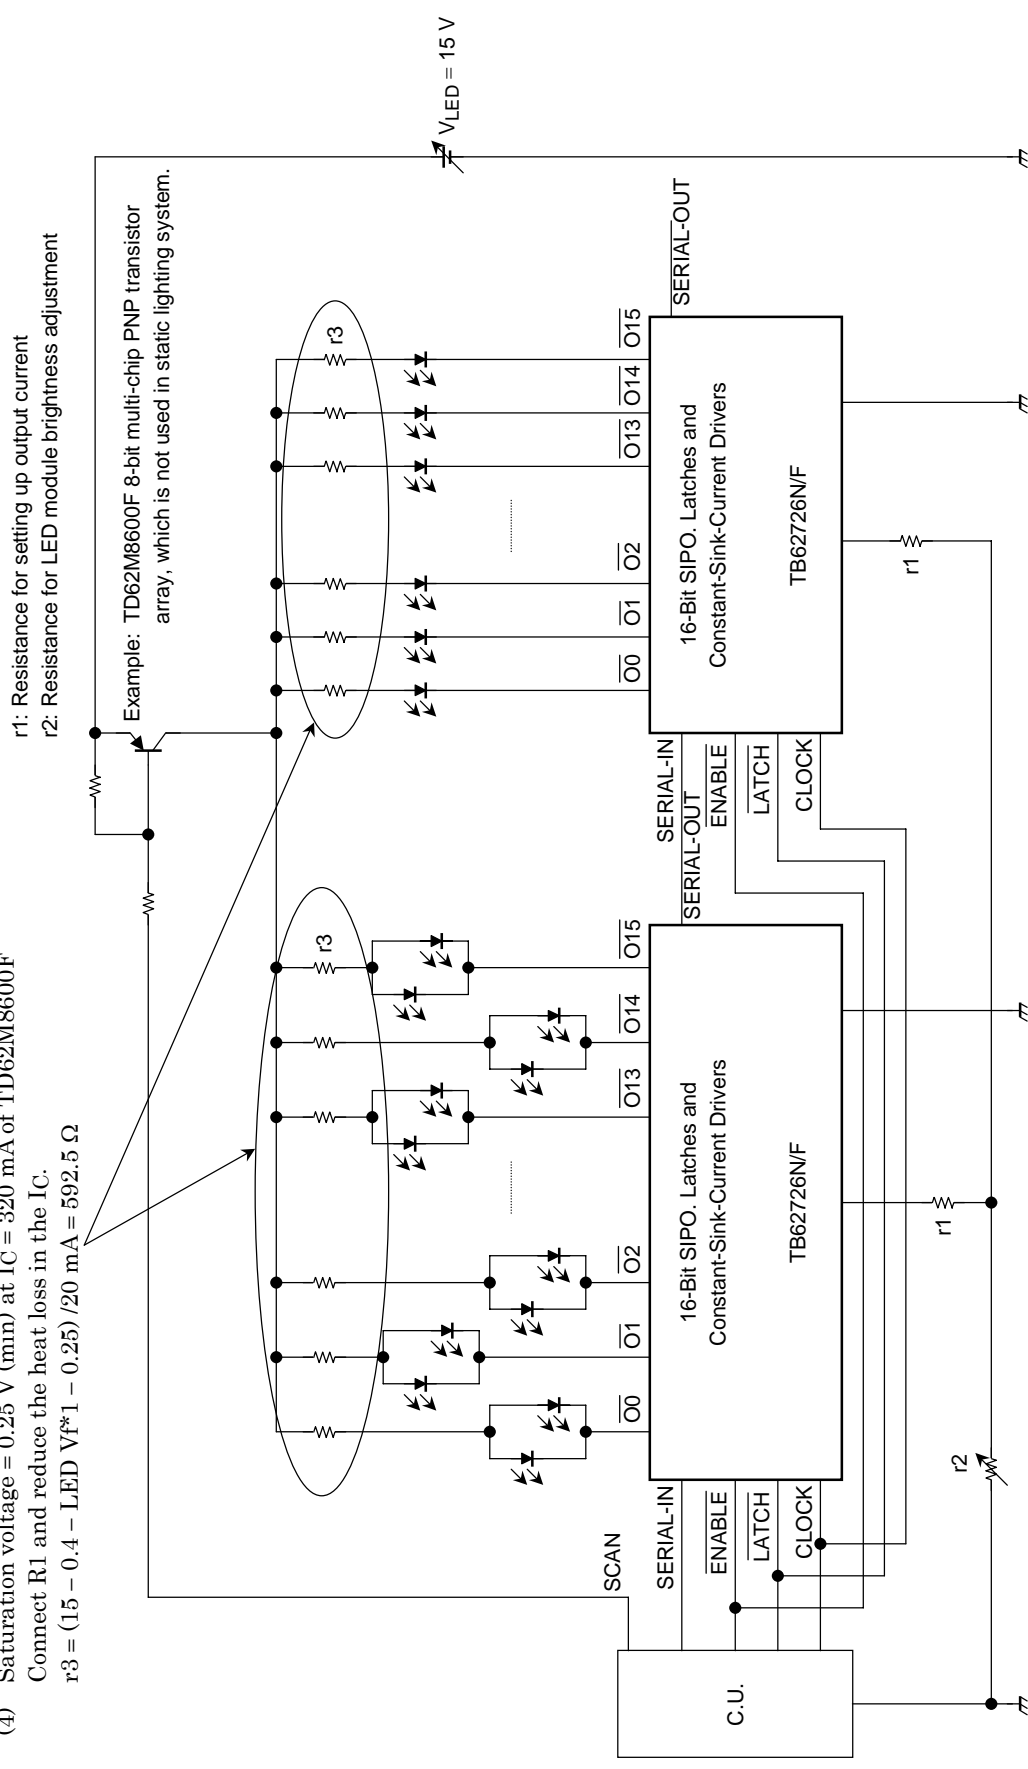 (4) Saturation voltage = 0.25 V (min) at IC = 320 mA of TD62M8600F
Connect R1 and reduce the heat loss in the IC.
r3 = (15 − 0.4 − LED Vf*1 − 0.25) /20 mA = 592.5 Ω
r1: Resistance for setting up output current
r2: Resistance for LED module brightness adjustment
Example: TD62M8600F 8-bit multi-chip PNP transistor
array, which is not used in static lighting system.
VLED = 15 V
r3
r3
O0
O1
O2
O13
O14
O15
O0
O1
O2
O13
O14
O15
SCAN
SERIAL-IN
ENABLE
LATCH
CLOCK
C.U.
16-Bit SIPO. Latches and
Constant-Sink-Current Drivers
TB62726N/F
SERIAL-OUT
SERIAL-IN
ENABLE
LATCH
CLOCK
16-Bit SIPO. Latches and
Constant-Sink-Current Drivers
TB62726N/F
SERIAL-OUT
r1
r1
r2